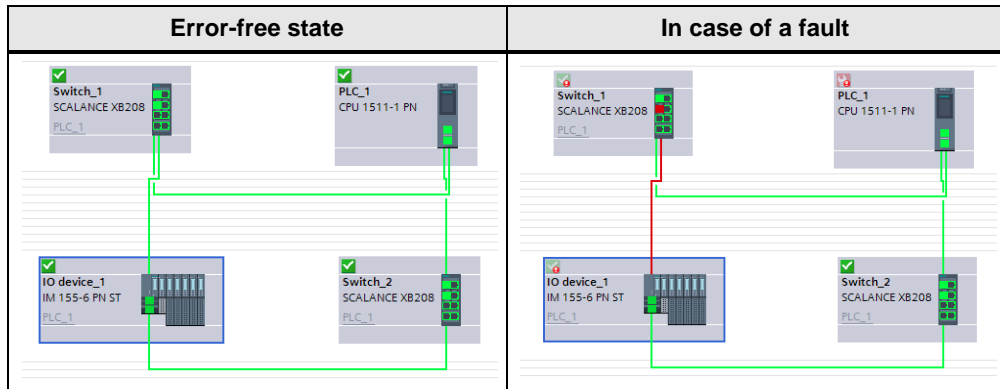 Error-free state
In case of a fault
Switch_1
SCALANCE XB208
PLC_1
PLC_1
CPU 1511-1 PN
IO device_1
IM 155-6 PN ST
PLC_1
Switch_2
SCALANCE XB208
PLC_1
Switch_1
SCALANCE XB208
PLC_1
PLC_1
CPU 1511-1 PN
IO device_1
IM 155-6 PN ST
PLC_1
Switch_2
SCALANCE XB208
PLC_1